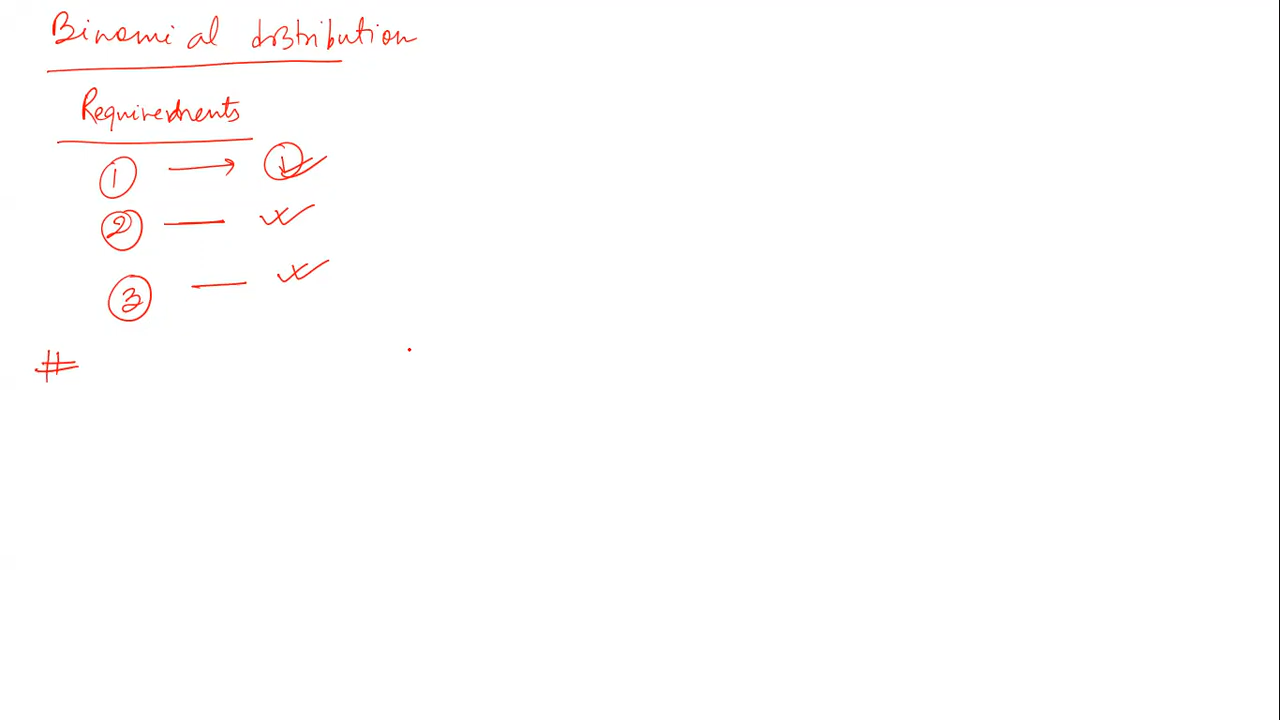 Binomial distribution
Requirements
① → ①
② —
③ —
#